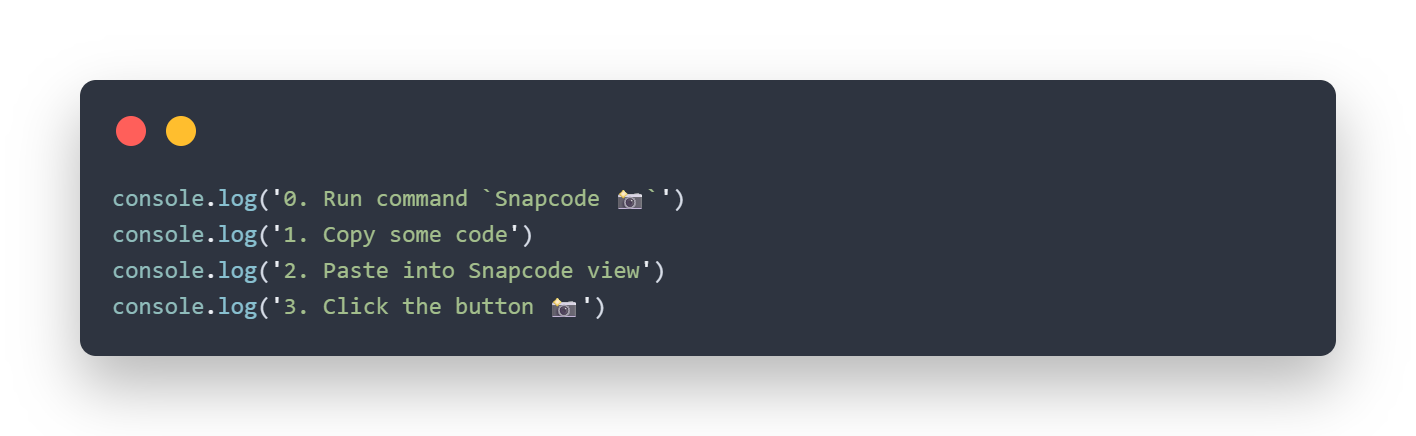 console.log('0. Run command `Snapcode 📸`')
console.log('1. Copy some code')
console.log('2. Paste into Snapcode view')
console.log('3. Click the button 📸')